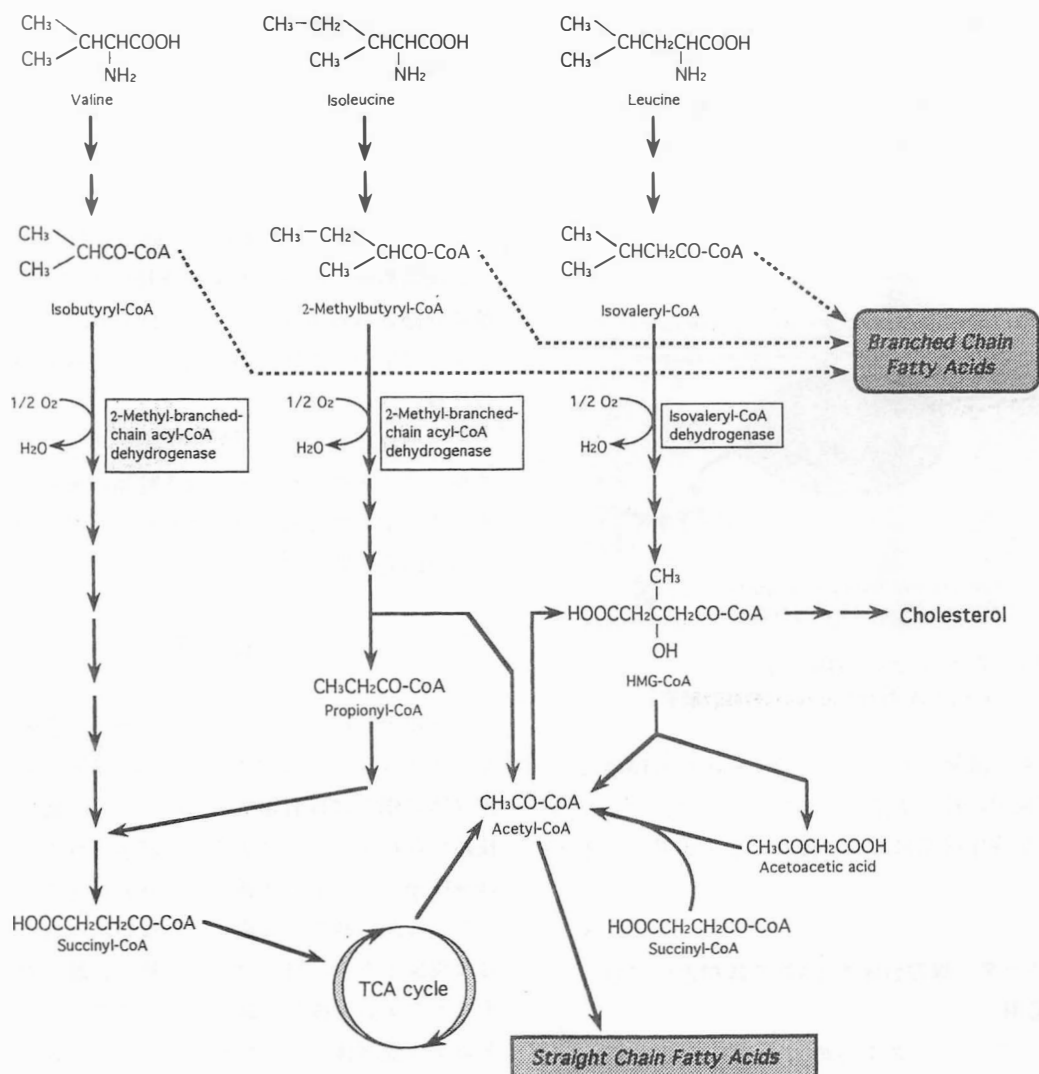 CH₃
CHCHCOOH
CH₃
NH₂
Valine
CH₃-CH₂
CHCHCOOH
CH₃
NH₂
Isoleucine
CH₃
CHCH₂CHCOOH
CH₃
NH₂
Leucine
CH₃
CHCO-CoA
CH₃
Isobutyryl-CoA
CH₃-CH₂
CHCO-CoA
CH₃
2-Methylbutyryl-CoA
CH₃
CHCH₂CO-CoA
CH₃
Isovaleryl-CoA
Branched Chain
Fatty Acids
1/2 O₂
H₂O
2-Methyl-branched-
chain acyl-CoA
dehydrogenase
1/2 O₂
H₂O
2-Methyl-branched-
chain acyl-CoA
dehydrogenase
1/2 O₂
H₂O
Isovaleryl-CoA
dehydrogenase
CH₃
HOOCCH₂CCH₂CO-CoA
OH
HMG-CoA
Cholesterol
CH₃CH₂CO-CoA
Propionyl-CoA
CH₃CO-CoA
Acetyl-CoA
CH₃COCH₂COOH
Acetoacetic acid
HOOCCH₂CH₂CO-CoA
Succinyl-CoA
HOOCCH₂CH₂CO-CoA
Succinyl-CoA
TCA cycle
Straight Chain Fatty Acids